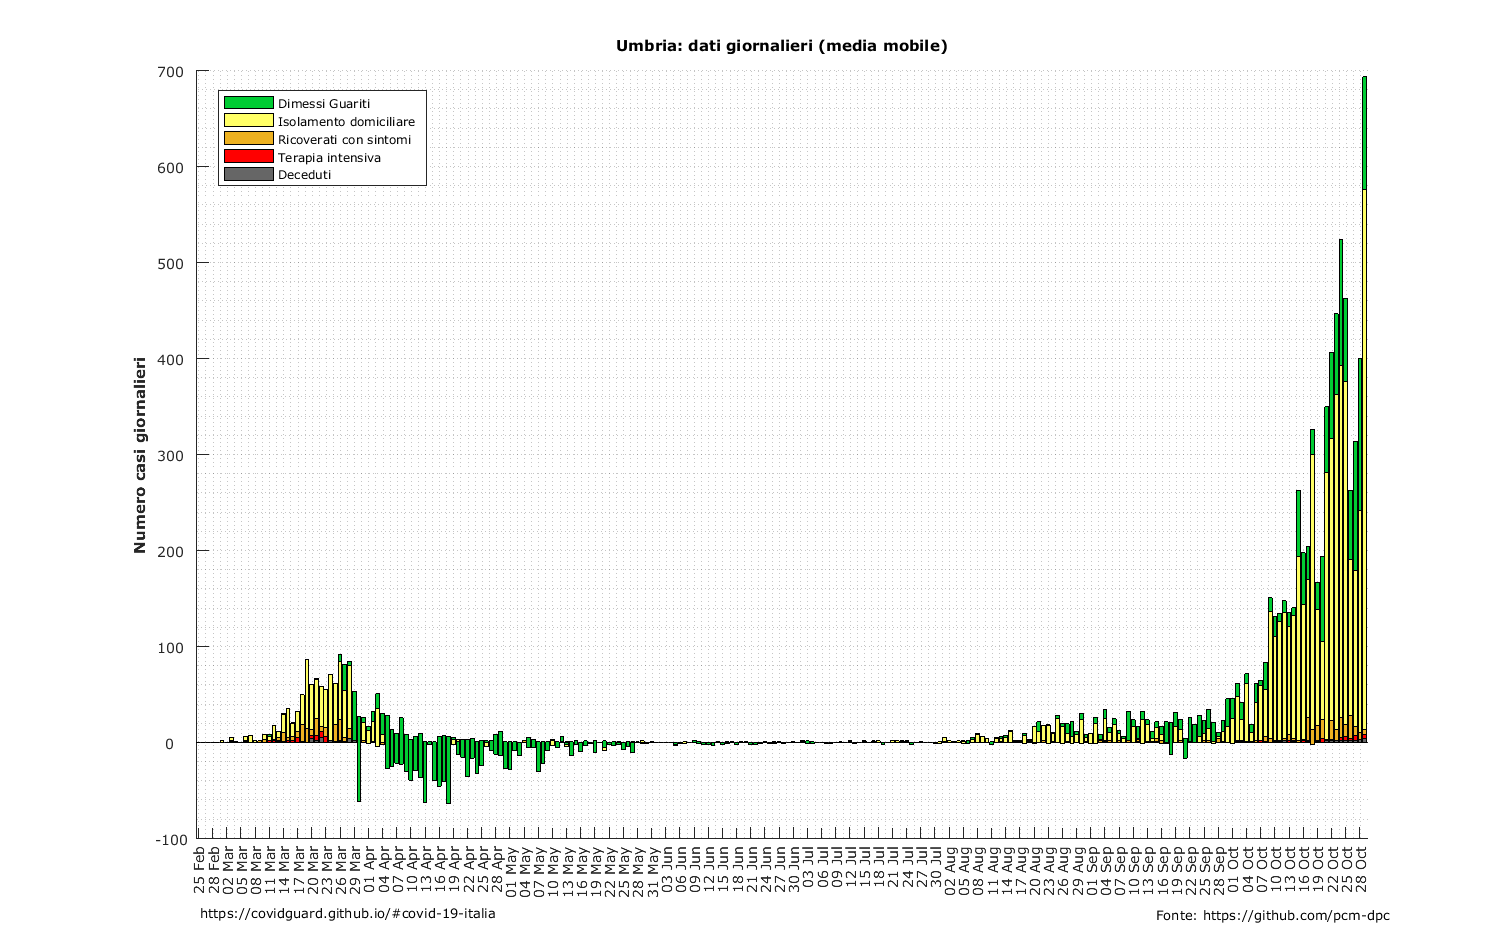 Umbria: dati giornalieri (media mobile)
Dimessi Guariti
Isolamento domiciliare
Ricoverati con sintomi
Terapia intensiva
Deceduti
Numero casi giornalieri
700
600
500
400
300
200
100
0
-100
25 Feb
28 Feb
02 Mar
05 Mar
08 Mar
11 Mar
14 Mar
17 Mar
20 Mar
23 Mar
26 Mar
29 Mar
01 Apr
04 Apr
07 Apr
10 Apr
13 Apr
16 Apr
19 Apr
22 Apr
25 Apr
28 Apr
01 May
04 May
07 May
10 May
13 May
16 May
19 May
22 May
25 May
28 May
31 May
03 Jun
06 Jun
09 Jun
12 Jun
15 Jun
18 Jun
21 Jun
24 Jun
27 Jun
30 Jun
03 Jul
06 Jul
09 Jul
12 Jul
15 Jul
18 Jul
21 Jul
24 Jul
27 Jul
30 Jul
02 Aug
05 Aug
08 Aug
11 Aug
14 Aug
17 Aug
20 Aug
23 Aug
26 Aug
29 Aug
01 Sep
04 Sep
07 Sep
10 Sep
13 Sep
16 Sep
19 Sep
22 Sep
25 Sep
28 Sep
01 Oct
04 Oct
07 Oct
10 Oct
13 Oct
16 Oct
19 Oct
22 Oct
25 Oct
28 Oct
https://covidguard.github.io/#covid-19-italia
Fonte: https://github.com/pcm-dpc